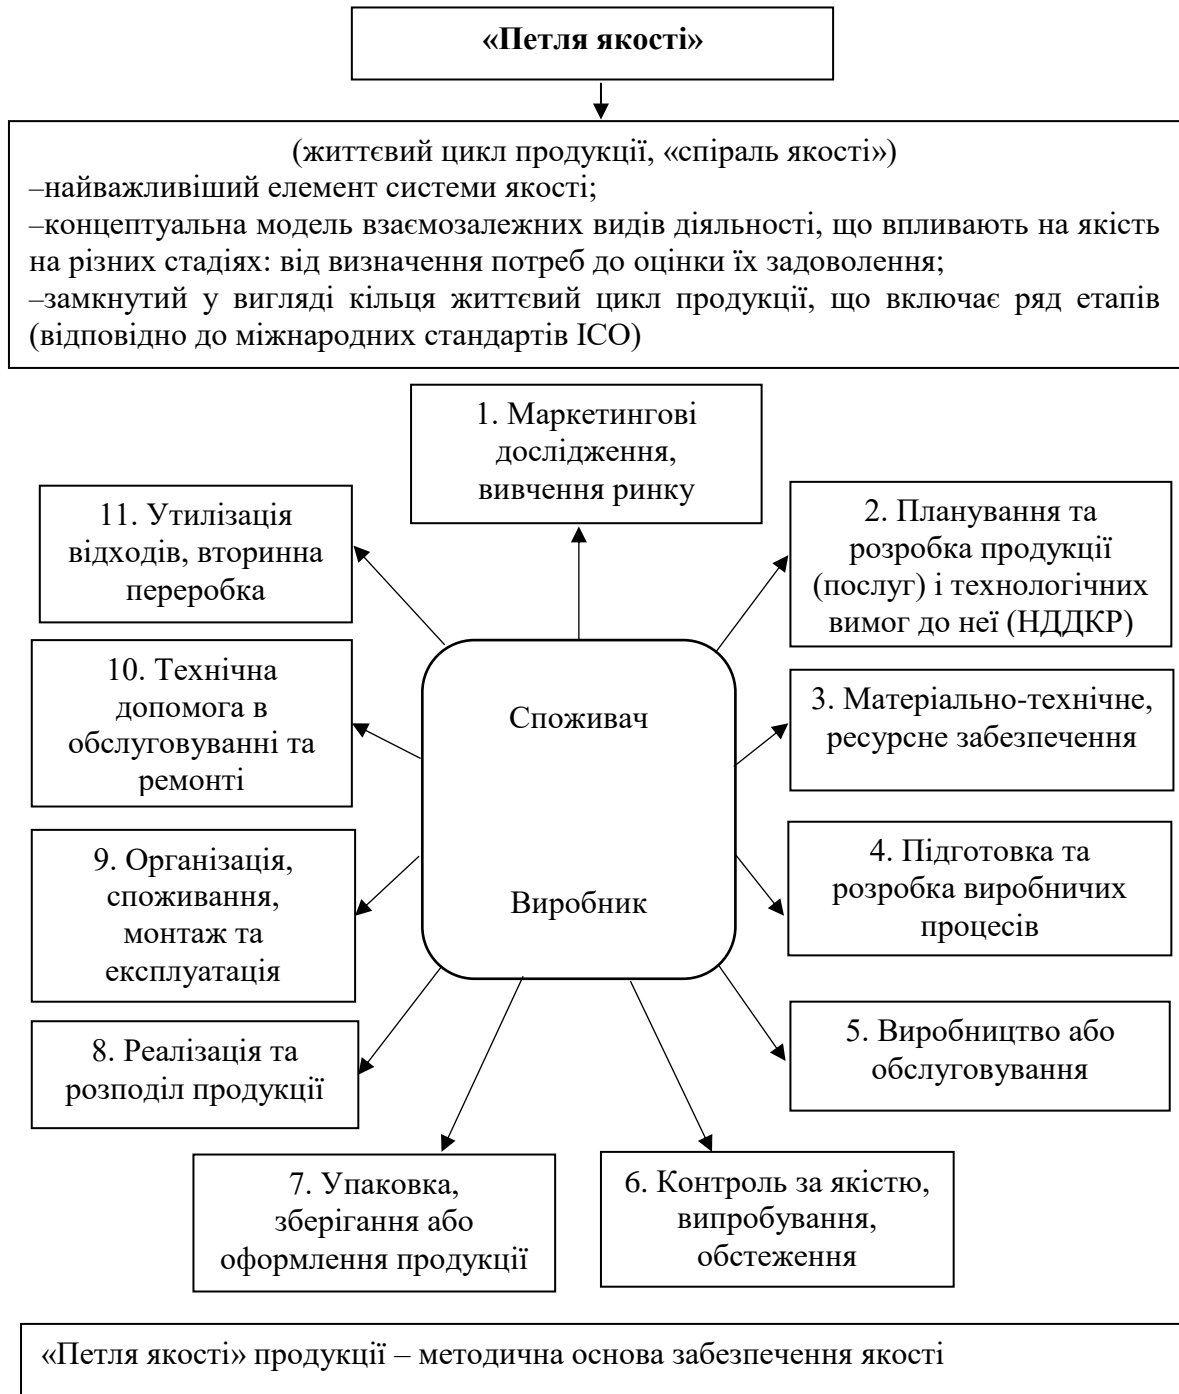 «Петля якості»
(життєвий цикл продукції, «спіраль якості»)
–найважливіший елемент системи якості;
–концептуальна модель взаємозалежних видів діяльності, що впливають на якість
на різних стадіях: від визначення потреб до оцінки їх задоволення;
–замкнутий у вигляді кільця життєвий цикл продукції, що включає ряд етапів
(відповідно до міжнародних стандартів ІСО)
1. Маркетингові
дослідження,
вивчення ринку
2. Планування та
розробка продукції
(послуг) і технологічних
вимог до неї (НДДКР)
3. Матеріально-технічне,
ресурсне забезпечення
4. Підготовка та
розробка виробничих
процесів
5. Виробництво або
обслуговування
6. Контроль за якістю,
випробування,
обстеження
7. Упаковка,
зберігання або
оформлення продукції
8. Реалізація та
розподіл продукції
9. Організація,
споживання,
монтаж та
експлуатація
10. Технічна
допомога в
обслуговуванні та
ремонті
11. Утилізація
відходів, вторинна
переробка
Споживач
Виробник
«Петля якості» продукції – методична основа забезпечення якості